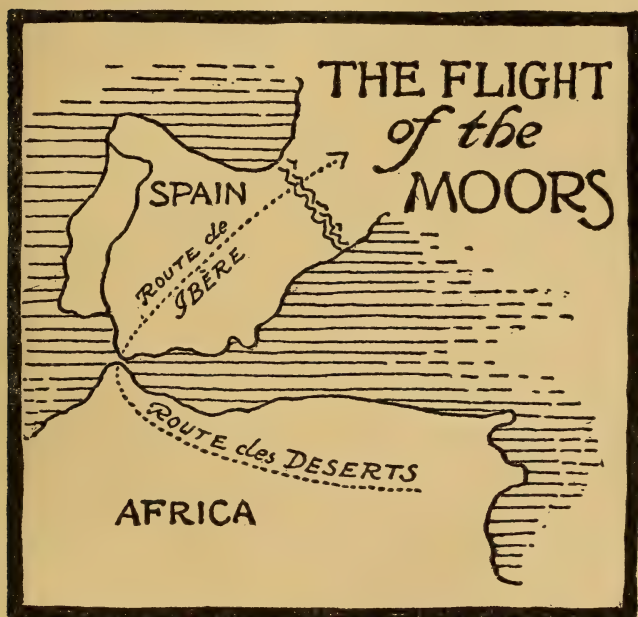 THE FLIGHT
of the
MOORS
SPAIN
ROUTE de
IBÈRE
ROUTE des DESERTS
AFRICA